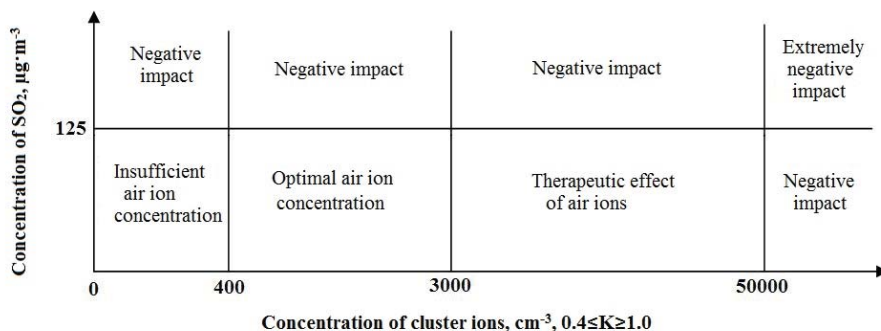 Concentration of SO₂, µg·m⁻³
Negative
impact
Negative impact
Negative impact
Extremely
negative
impact
125
Insufficient
air ion
concentration
Optimal air ion
concentration
Therapeutic effect
of air ions
Negative
impact
0
400
3000
50000
Concentration of cluster ions, cm⁻³, 0.4≤K≥1.0